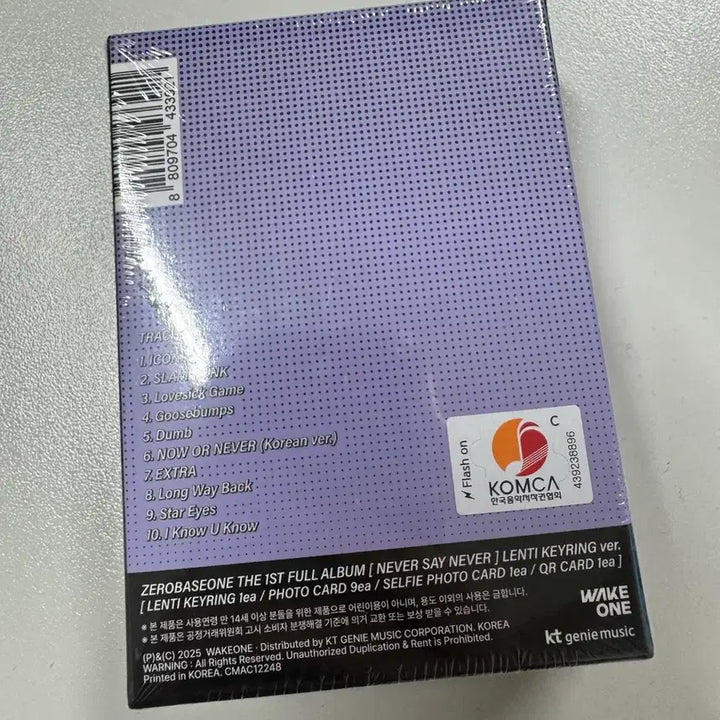 8 809704 433921
TRACK
1. ICONIK
2. SLAM DUNK
3. Lovesick Game
4. Goosebumps
5. Dumb
6. NOW OR NEVER (Korean ver.)
7. EXTRA
8. Long Way Back
9. Star Eyes
10. I Know U Know
Flash on
C
KOMCA
한국음악저작권협회
439238896
ZEROBASEONE THE 1ST FULL ALBUM [ NEVER SAY NEVER ] LENTI KEYRING ver.
[ LENTI KEYRING 1ea / PHOTO CARD 9ea / SELFIE PHOTO CARD 1ea / QR CARD 1ea ]
※ 본 제품은 사용연령 만 14세 이상 분들을 위한 제품으로 어린이용이 아니며, 용도 이외의 사용은 금합니다.
※ 본 제품은 공정거래위원회 고시 소비자 분쟁해결 기준에 의거 교환 또는 보상 받을 수 있습니다.
(P)&(C) 2025 WAKEONE · Distributed by KT GENIE MUSIC CORPORATION. KOREA
WARNING : All Rights Reserved. Unauthorized Duplication & Rent is Prohibited.
Printed in KOREA. CMAC12248
WAKE
ONE
kt genie music